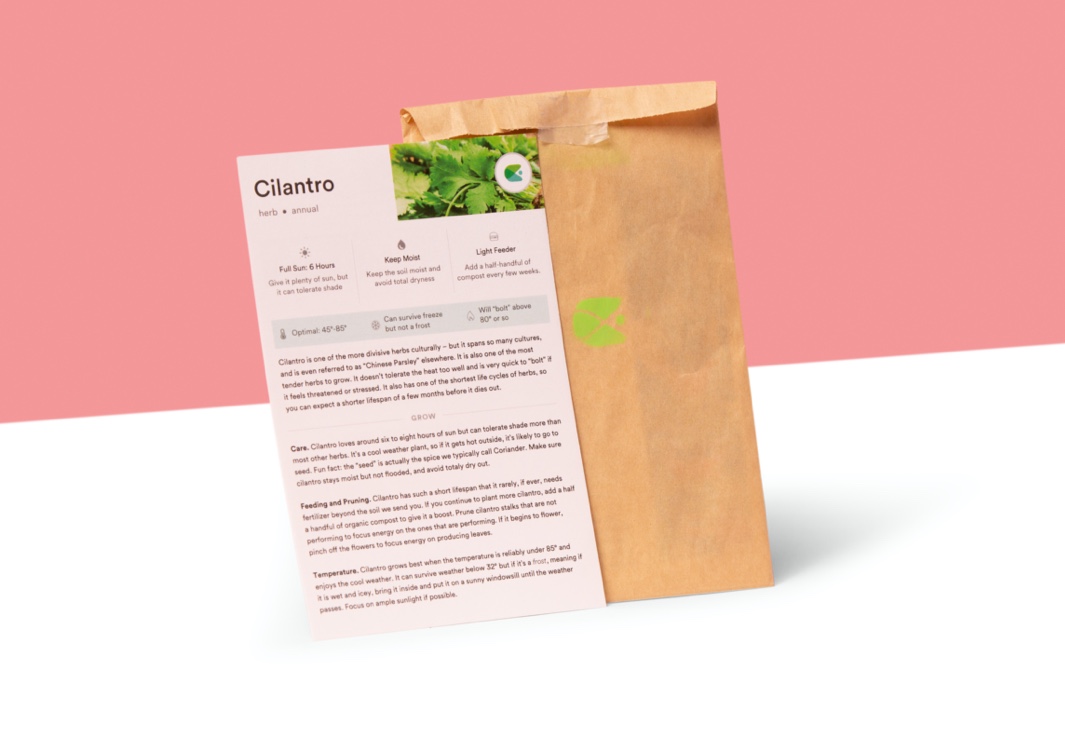 Cilantro
herb • annual
Full Sun: 6 Hours
Give it plenty of sun, but
it can tolerate shade
Keep Moist
Keep the soil moist and
avoid total dryness
Light Feeder
Add a half-handful of
compost every few weeks.
Optimal: 45°-85°
Can survive freeze
but not a frost
Will "bolt" above
80° or so
Cilantro is one of the more divisive herbs culturally – but it spans so many cultures,
and is even referred to as "Chinese Parsley" elsewhere. It is also one of the most
tender herbs to grow. It doesn't tolerate the heat too well and is very quick to "bolt" if
it feels threatened or stressed. It also has one of the shortest life cycles of herbs, so
you can expect a shorter lifespan of a few months before it dies out.
GROW
Care. Cilantro loves around six to eight hours of sun but can tolerate shade more than
most other herbs. It's a cool weather plant, so if it gets hot outside, it's likely to go to
seed. Fun fact: the "seed" is actually the spice we typically call Coriander. Make sure
cilantro stays moist but not flooded, and avoid totaly dry out.
Feeding and Pruning. Cilantro has such a short lifespan that it rarely, if ever, needs
fertilizer beyond the soil we send you. If you continue to plant more cilantro, add a half
a handful of organic compost to give it a boost. Prune cilantro stalks that are not
performing to focus energy on the ones that are performing. If it begins to flower,
pinch off the flowers to focus energy on producing leaves.
Temperature. Cilantro grows best when the temperature is reliably under 85° and
enjoys the cool weather. It can survive weather below 32° but if it's a frost, meaning if
it is wet and icey, bring it inside and put it on a sunny windowsill until the weather
passes. Focus on ample sunlight if possible.